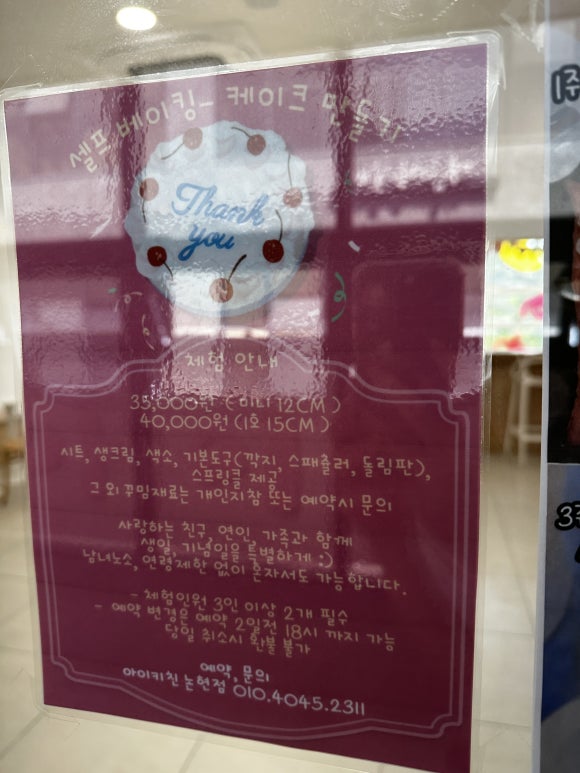 셀프 베이킹_ 케이크 만들기
Thank
you
체험 안내
35,000원 (미니 12CM)
40,000원 (1호 15CM)
시트, 생크림, 색소, 기본도구(깍지, 스패츌러, 돌림판),
스프링클 제공
그 외 꾸밈재료는 개인지참 또는 예약시 문의
사랑하는 친구, 연인, 가족과 함께
생일, 기념일을 특별하게 :)
남녀노소, 연령제한 없이 혼자서도 가능합니다.
- 체험인원 3인 이상 2개 필수
- 예약 변경은 예약 2일전 18시 까지 가능
당일 취소시 환불 불가
예약, 문의
아이키친 논현점 010.4045.2311
1주